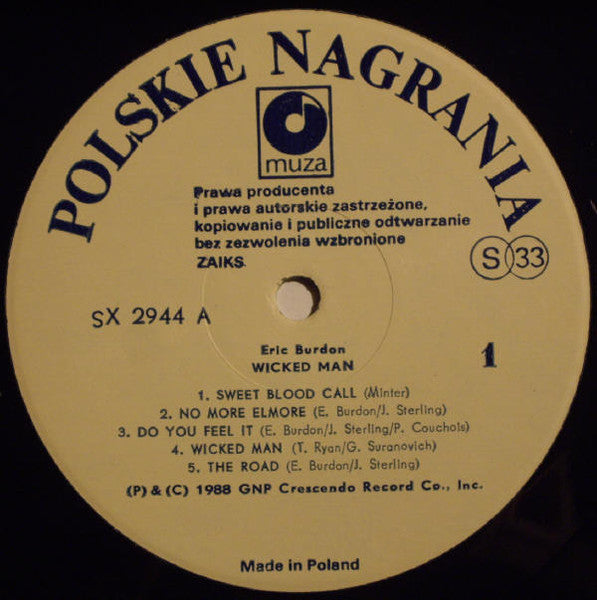 POLSKIE NAGRANIA
muza
Prawa producenta
i prawa autorskie zastrzeżone,
kopiowanie i publiczne odtwarzanie
bez zezwolenia wzbronione
ZAIKS
S 33
SX 2944 A
Eric Burdon
WICKED MAN
1
1. SWEET BLOOD CALL (Minter)
2. NO MORE ELMORE (E. Burdon/J. Sterling)
3. DO YOU FEEL IT (E. Burdon/J. Sterling/P. Couchois)
4. WICKED MAN (T. Ryan/G. Suranovich)
5. THE ROAD (E. Burdon/J. Sterling)
(P) & (C) 1988 GNP Crescendo Record Co., Inc.
Made in Poland